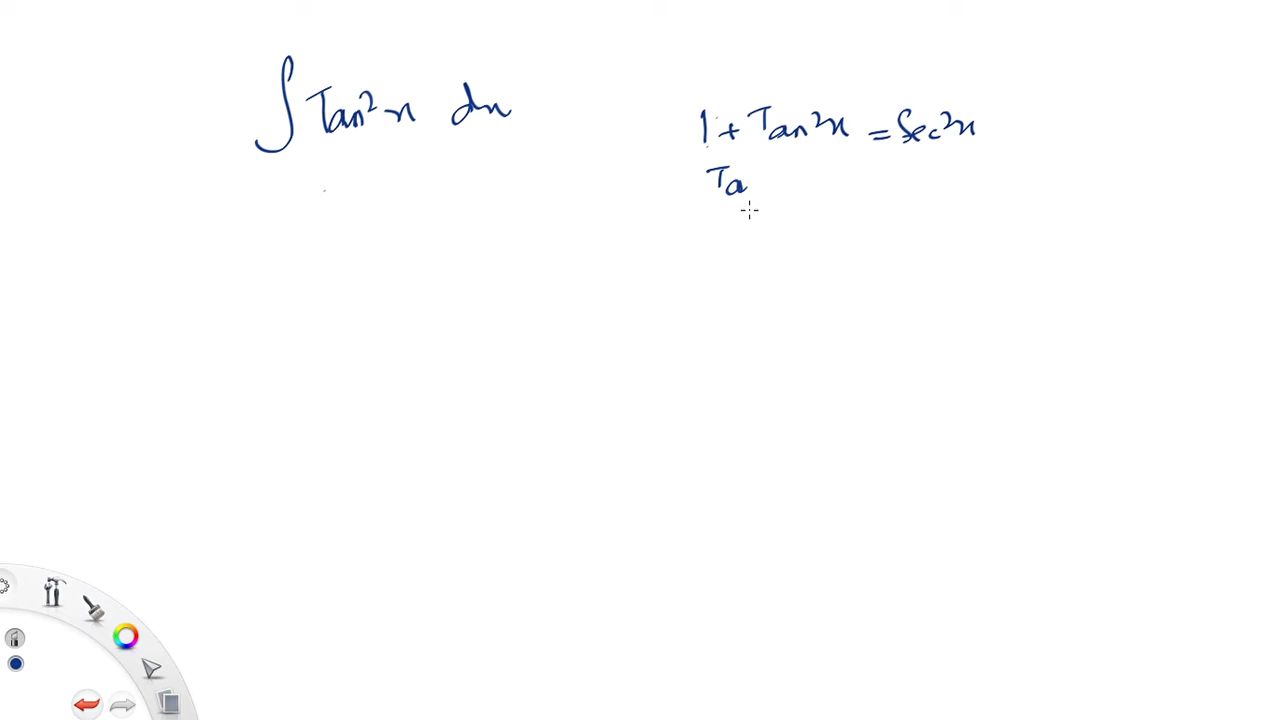 ∫ Tan²x dx
1 + Tan²x = Sec²x
Ta